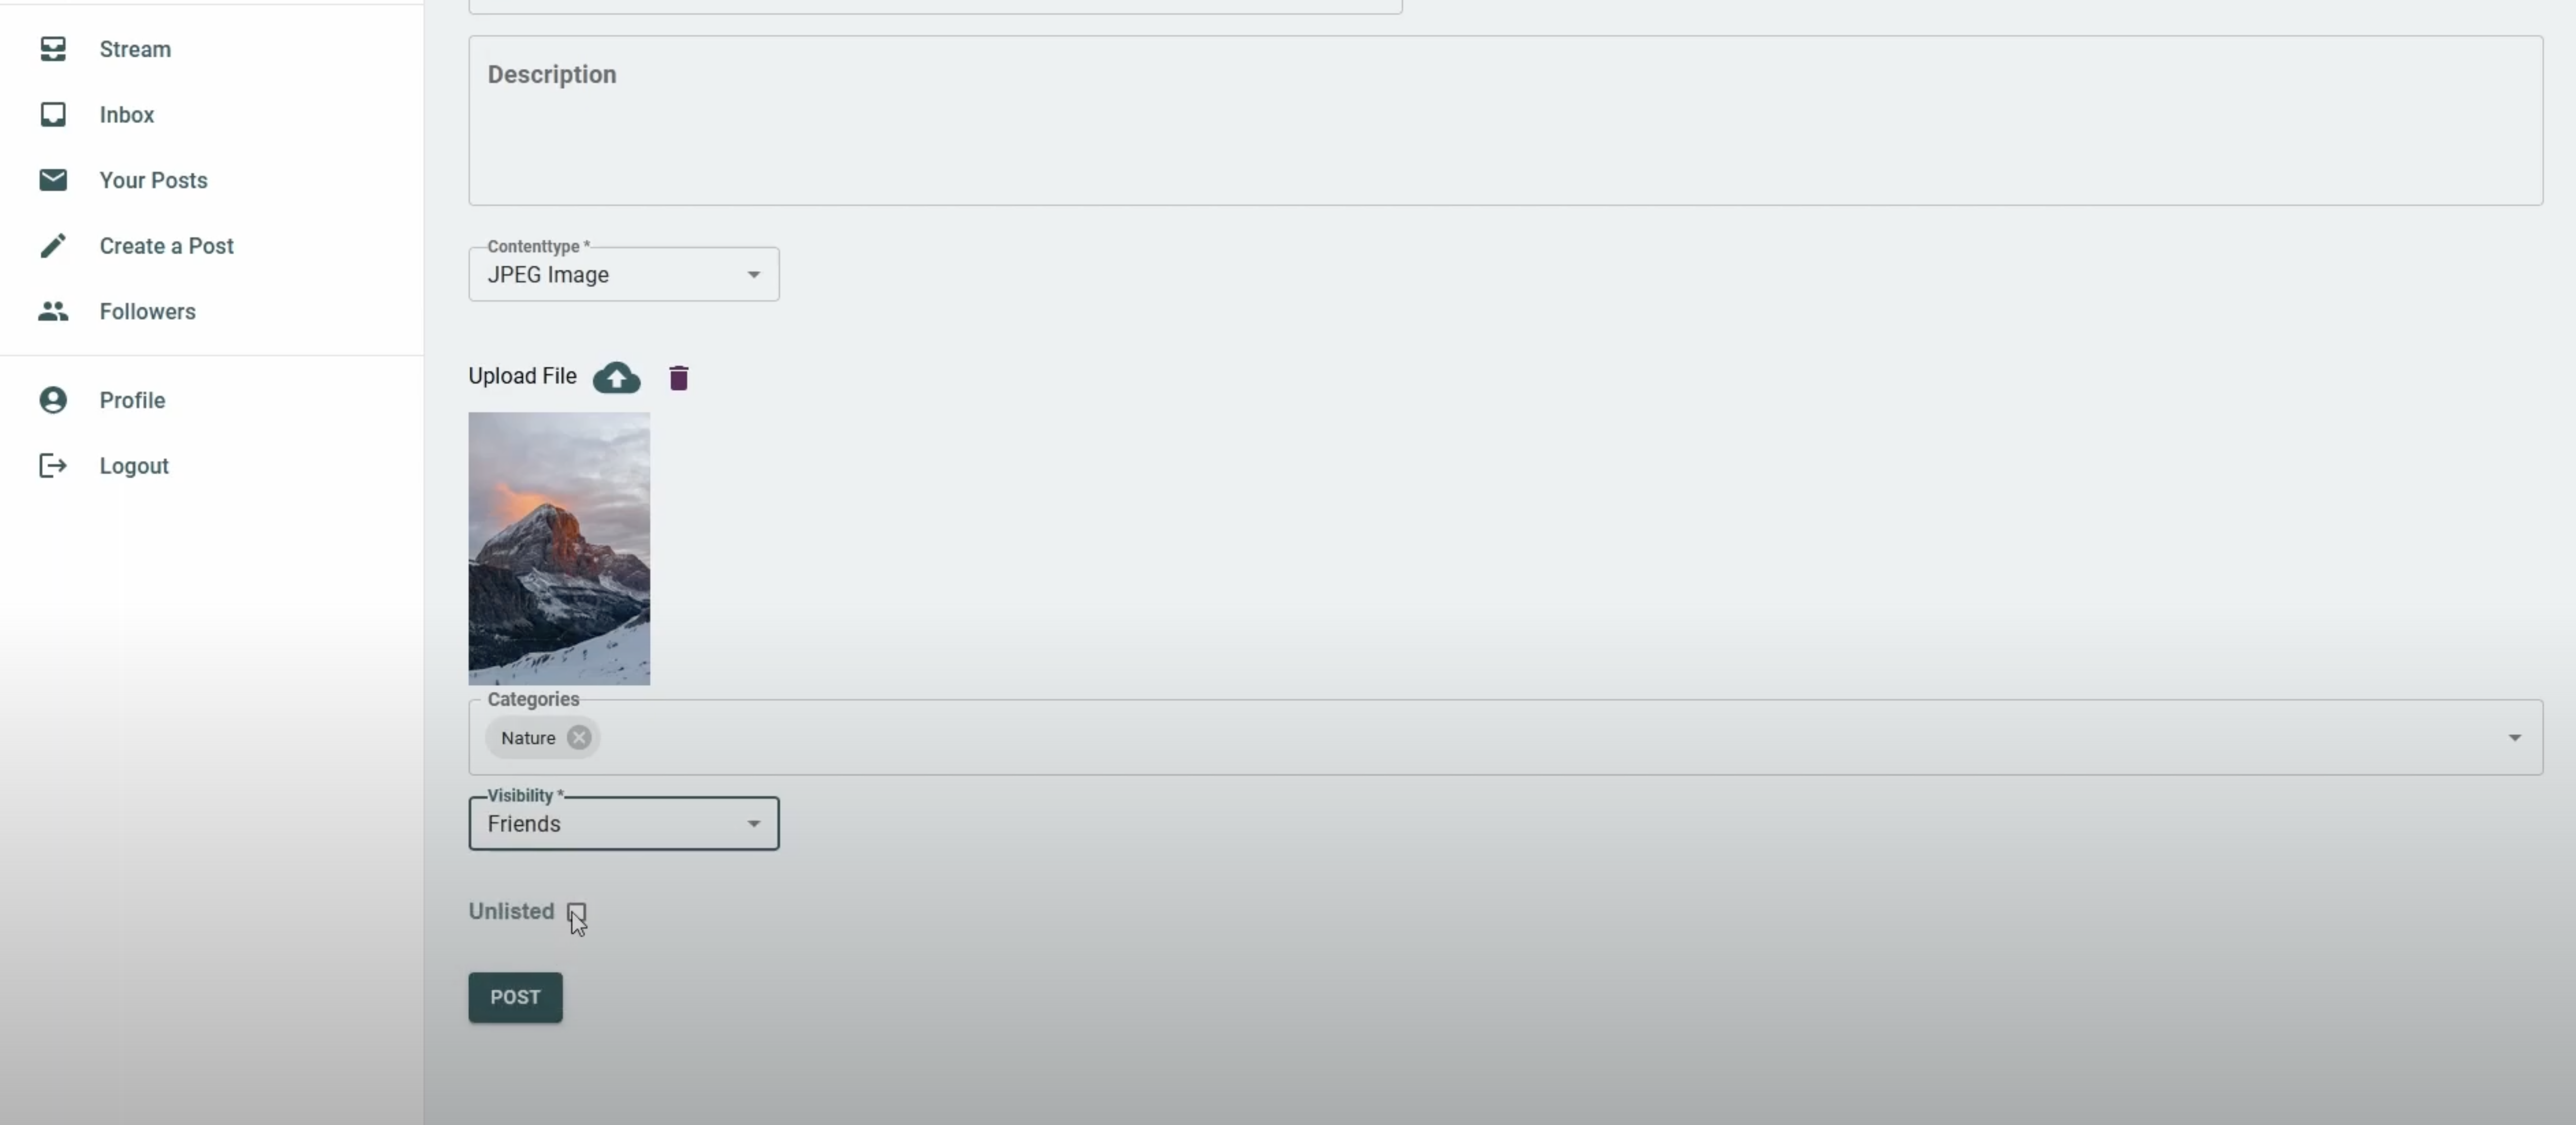 Stream
Inbox
Your Posts
Create a Post
Followers
Profile
Logout
Description
Contenttype *
JPEG Image
Upload File
Categories
Nature
Visibility *
Friends
Unlisted
POST